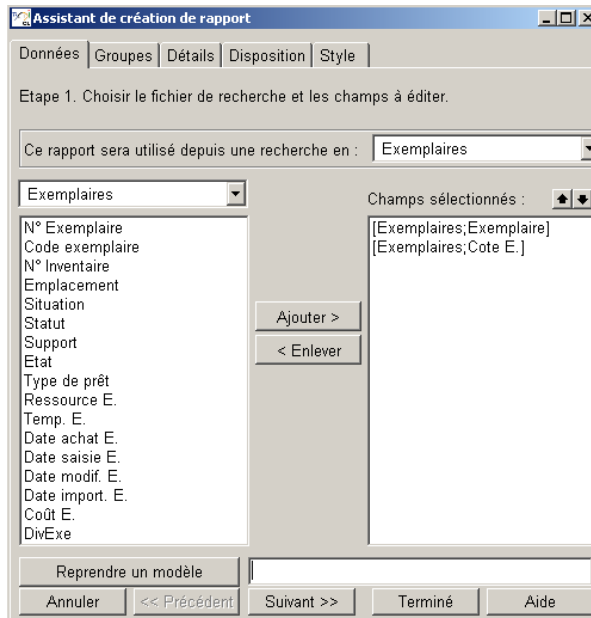 Assistant de création de rapport
Données Groupes Détails Disposition Style
Etape 1. Choisir le fichier de recherche et les champs à éditer.
Ce rapport sera utilisé depuis une recherche en : Exemplaires
Exemplaires
Champs sélectionnés :
N° Exemplaire
Code exemplaire
N° Inventaire
Emplacement
Situation
Statut
Support
Etat
Type de prêt
Ressource E.
Temp. E.
Date achat E.
Date saisie E.
Date modif. E.
Date import. E.
Coût E.
DivExe
Ajouter >
< Enlever
[Exemplaires;Exemplaire]
[Exemplaires;Cote E.]
Reprendre un modèle
Annuler << Précédent Suivant >> Terminé Aide